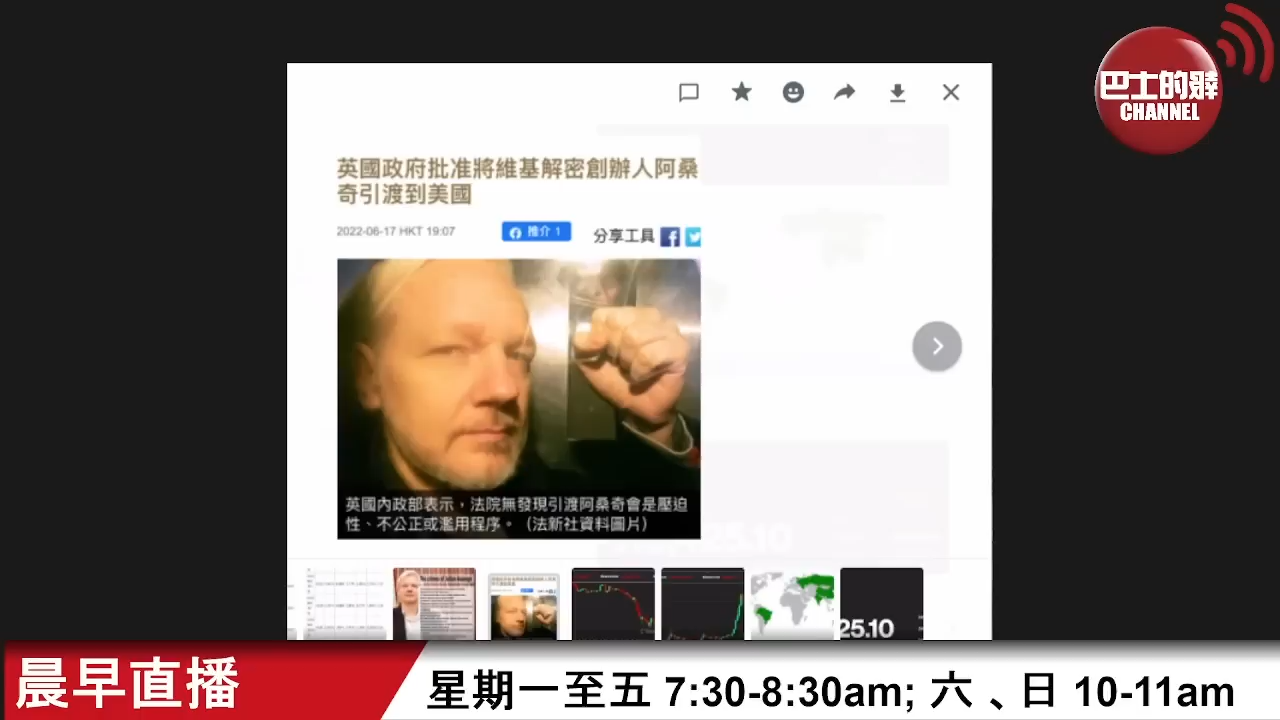 巴士的報
CHANNEL
英國政府批准將維基解密創辦人阿桑
奇引渡到美國
2022-06-17 HKT 19:07
推介 1
分享工具
英國內政部表示，法院無發現引渡阿桑奇會是壓迫
性、不公正或濫用程序。（法新社資料圖片）
25.10
晨早直播
星期一至五 7:30-8:30am; 六、日 10-11am